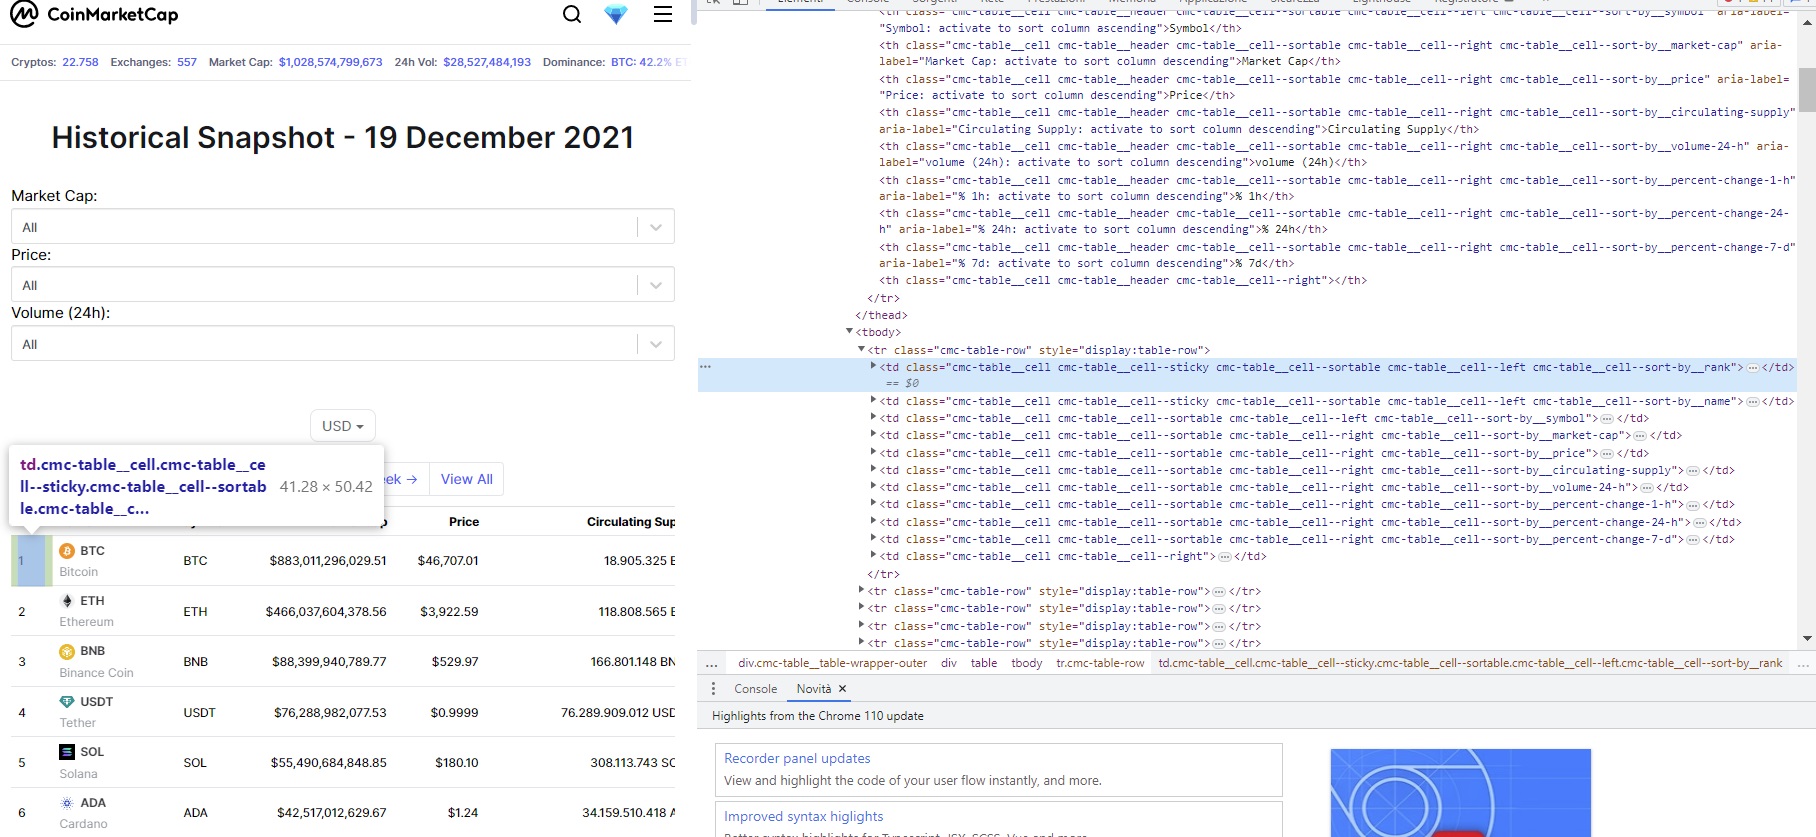 CoinMarketCap
Cryptos: 22.758 Exchanges: 557 Market Cap: $1,028,574,799,673 24h Vol: $28,527,484,193 Dominance: BTC: 42.2%
Historical Snapshot - 19 December 2021
Market Cap:
All
Price:
All
Volume (24h):
All
USD
td.cmc-table__cell.cmc-table__ce
ll--sticky.cmc-table__cell--sortab 41.28 × 50.42
le.cmc-table__c...
ek → View All
Price Circulating Sup
1 BTC BTC $883,011,296,029.51 $46,707.01 18.905.325
Bitcoin
2 ETH ETH $466,037,604,378.56 $3,922.59 118.808.565
Ethereum
3 BNB BNB $88,399,940,789.77 $529.97 166.801.148 BN
Binance Coin
4 USDT USDT $76,288,982,077.53 $0.9999 76.289.909.012 USD
Tether
5 SOL SOL $55,490,684,848.85 $180.10 308.113.743
Solana
6 ADA ADA $42,517,012,629.67 $1.24 34.159.510.418
Cardano
"Symbol: activate to sort column ascending">Symbol</th>
<th class="cmc-table__cell cmc-table__header cmc-table__cell--sortable cmc-table__cell--right cmc-table__cell--sort-by__market-cap" aria-
label="Market Cap: activate to sort column descending">Market Cap</th>
<th class="cmc-table__cell cmc-table__header cmc-table__cell--sortable cmc-table__cell--right cmc-table__cell--sort-by__price" aria-label=
"Price: activate to sort column descending">Price</th>
<th class="cmc-table__cell cmc-table__header cmc-table__cell--sortable cmc-table__cell--right cmc-table__cell--sort-by__circulating-supply"
aria-label="Circulating Supply: activate to sort column descending">Circulating Supply</th>
<th class="cmc-table__cell cmc-table__header cmc-table__cell--sortable cmc-table__cell--right cmc-table__cell--sort-by__volume-24-h" aria-
label="volume (24h): activate to sort column descending">volume (24h)</th>
<th class="cmc-table__cell cmc-table__header cmc-table__cell--sortable cmc-table__cell--right cmc-table__cell--sort-by__percent-change-1-h"
aria-label="% 1h: activate to sort column descending">% 1h</th>
<th class="cmc-table__cell cmc-table__header cmc-table__cell--sortable cmc-table__cell--right cmc-table__cell--sort-by__percent-change-24-
h" aria-label="% 24h: activate to sort column descending">% 24h</th>
<th class="cmc-table__cell cmc-table__header cmc-table__cell--sortable cmc-table__cell--right cmc-table__cell--sort-by__percent-change-7-d"
aria-label="% 7d: activate to sort column descending">% 7d</th>
<th class="cmc-table__cell cmc-table__header cmc-table__cell--right"></th>
</tr>
</thead>
<tbody>
<tr class="cmc-table-row" style="display:table-row">
<td class="cmc-table__cell cmc-table__cell--sticky cmc-table__cell--sortable cmc-table__cell--left cmc-table__cell--sort-by__rank">…</td>
== $0
<td class="cmc-table__cell cmc-table__cell--sticky cmc-table__cell--sortable cmc-table__cell--left cmc-table__cell--sort-by__name">…</td>
<td class="cmc-table__cell cmc-table__cell--sortable cmc-table__cell--left cmc-table__cell--sort-by__symbol">…</td>
<td class="cmc-table__cell cmc-table__cell--sortable cmc-table__cell--right cmc-table__cell--sort-by__market-cap">…</td>
<td class="cmc-table__cell cmc-table__cell--sortable cmc-table__cell--right cmc-table__cell--sort-by__price">…</td>
<td class="cmc-table__cell cmc-table__cell--sortable cmc-table__cell--right cmc-table__cell--sort-by__circulating-supply">…</td>
<td class="cmc-table__cell cmc-table__cell--sortable cmc-table__cell--right cmc-table__cell--sort-by__volume-24-h">…</td>
<td class="cmc-table__cell cmc-table__cell--sortable cmc-table__cell--right cmc-table__cell--sort-by__percent-change-1-h">…</td>
<td class="cmc-table__cell cmc-table__cell--sortable cmc-table__cell--right cmc-table__cell--sort-by__percent-change-24-h">…</td>
<td class="cmc-table__cell cmc-table__cell--sortable cmc-table__cell--right cmc-table__cell--sort-by__percent-change-7-d">…</td>
<td class="cmc-table__cell cmc-table__cell--right">…</td>
</tr>
<tr class="cmc-table-row" style="display:table-row">…</tr>
<tr class="cmc-table-row" style="display:table-row">…</tr>
<tr class="cmc-table-row" style="display:table-row">…</tr>
<tr class="cmc-table-row" style="display:table-row">…</tr>
... div.cmc-table__table-wrapper-outer div table tbody tr.cmc-table-row td.cmc-table__cell.cmc-table__cell--sticky.cmc-table__cell--sortable.cmc-table__cell--left.cmc-table__cell--sort-by__rank ...
Console Novità ×
Highlights from the Chrome 110 update
Recorder panel updates
View and highlight the code of your user flow instantly, and more.
Improved syntax higlights